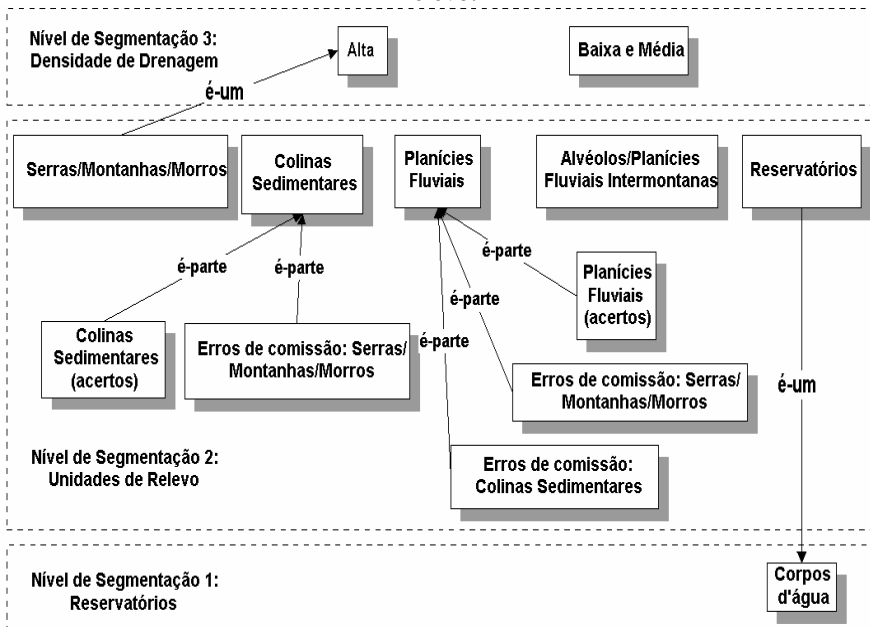 Nível de Segmentação 3:
Densidade de Drenagem
Alta
Baixa e Média
é-um
Serras/Montanhas/Morros
Colinas
Sedimentares
Planícies
Fluviais
Alvéolos/Planícies
Fluviais Intermontanas
Reservatórios
é-parte
é-parte
é-parte
é-parte
é-parte
Planícies
Fluviais
(acertos)
Colinas
Sedimentares
(acertos)
Erros de comissão: Serras/
Montanhas/Morros
Erros de comissão: Serras/
Montanhas/Morros
é-um
Nível de Segmentação 2:
Unidades de Relevo
Erros de comissão:
Colinas Sedimentares
Nível de Segmentação 1:
Reservatórios
Corpos
d'água